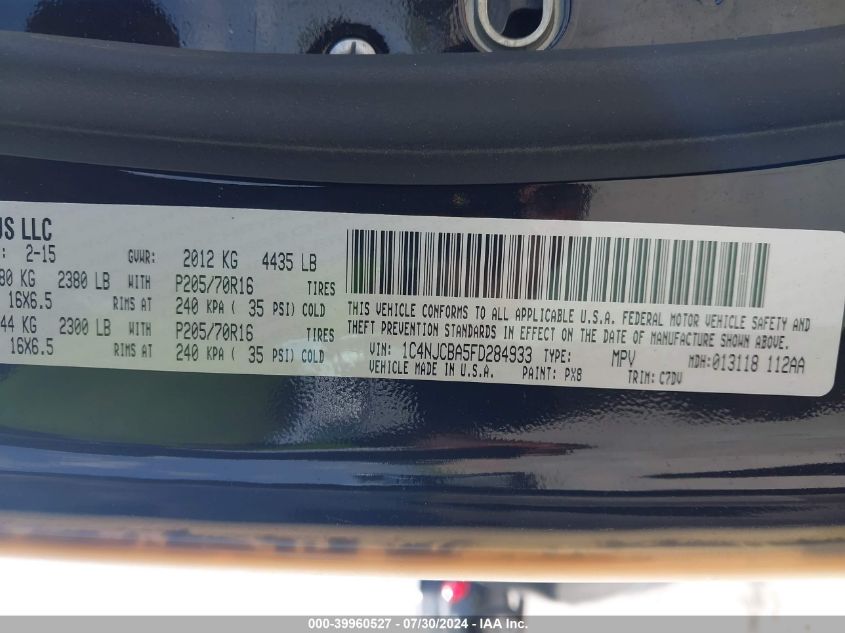 US LLC
: 2-15 GVWR: 2012 KG 4435 LB
80 KG 2380 LB WITH P205/70R16 TIRES
16X6.5 RIMS AT 240 KPA ( 35 PSI) COLD
44 KG 2300 LB WITH P205/70R16 TIRES
16X6.5 RIMS AT 240 KPA ( 35 PSI) COLD
THIS VEHICLE CONFORMS TO ALL APPLICABLE U.S.A. FEDERAL MOTOR VEHICLE SAFETY AND
THEFT PREVENTION STANDARDS IN EFFECT ON THE DATE OF MANUFACTURE SHOWN ABOVE.
VIN: 1C4NJCBA5FD284933 TYPE: MPV MDH:013118 112AA
VEHICLE MADE IN U.S.A. PAINT: PX8 TRIM: C7DV
000-39960527 - 07/30/2024 - IAA Inc.